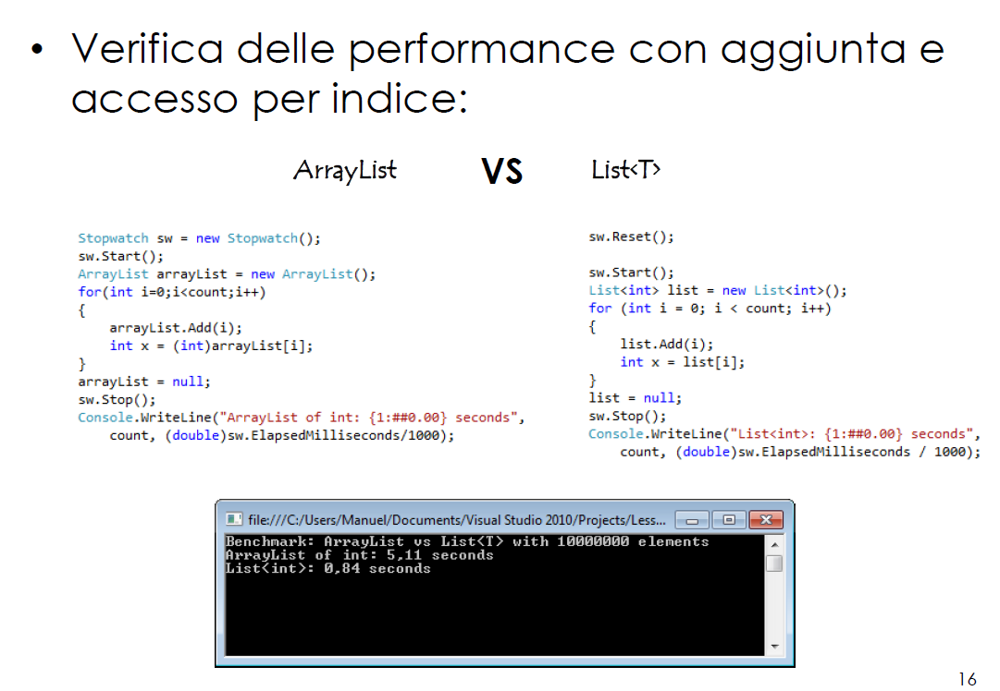 • Verifica delle performance con aggiunta e
accesso per indice:
ArrayList VS List<T>
Stopwatch sw = new Stopwatch();
sw.Start();
ArrayList arrayList = new ArrayList();
for(int i=0;i<count;i++)
{
    arrayList.Add(i);
    int x = (int)arrayList[i];
}
arrayList = null;
sw.Stop();
Console.WriteLine("ArrayList of int: {1:##0.00} seconds",
    count, (double)sw.ElapsedMilliseconds/1000);
sw.Reset();
sw.Start();
List<int> list = new List<int>();
for (int i = 0; i < count; i++)
{
    list.Add(i);
    int x = list[i];
}
list = null;
sw.Stop();
Console.WriteLine("List<int>: {1:##0.00} seconds",
    count, (double)sw.ElapsedMilliseconds / 1000);
file:///C:/Users/Manuel/Documents/Visual Studio 2010/Projects/Less...
Benchmark: ArrayList vs List<T> with 10000000 elements
ArrayList of int: 5,11 seconds
List<int>: 0,84 seconds
16